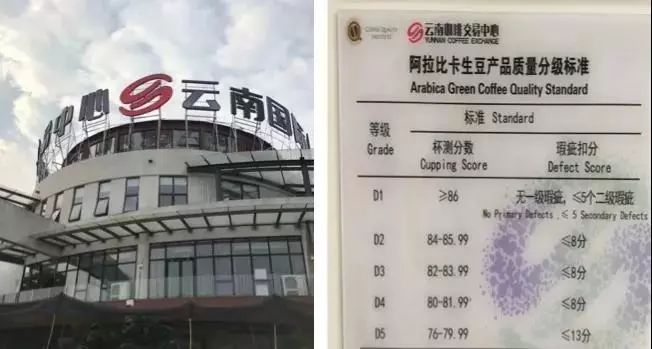 中心 云南国
云南咖啡交易中心
YUNNAN COFFEE EXCHANGE
阿拉比卡生豆产品质量分级标准
Arabica Green Coffee Quality Standard
等级 Grade
标准 Standard
杯测分数 Cupping Score
瑕疵扣分 Defect Score
D1 ≥86 无一级瑕疵, ≤5个二级瑕疵
No Primary Defects, ≤ 5 Secondary Defects
D2 84-85.99 ≤8分
D3 82-83.99 ≤8分
D4 80-81.99 ≤8分
D5 76-79.99 ≤13分